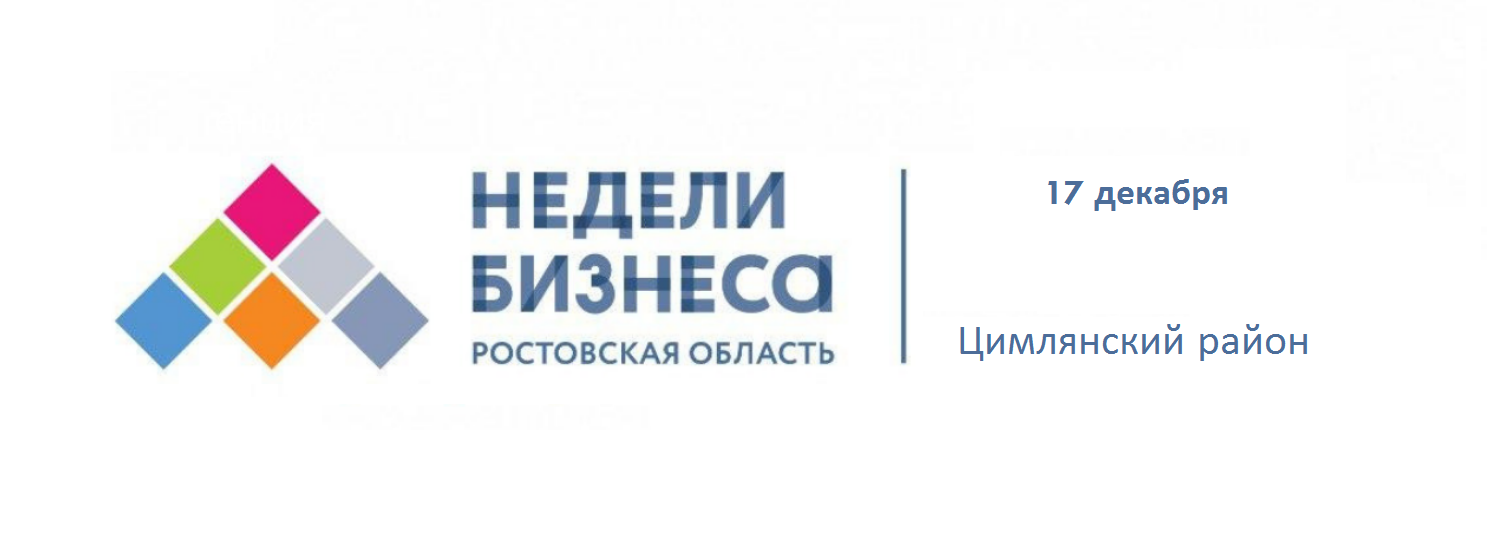 НЕДЕЛИ
БИЗНЕСА
РОСТОВСКАЯ ОБЛАСТЬ
17 декабря
Цимлянский район